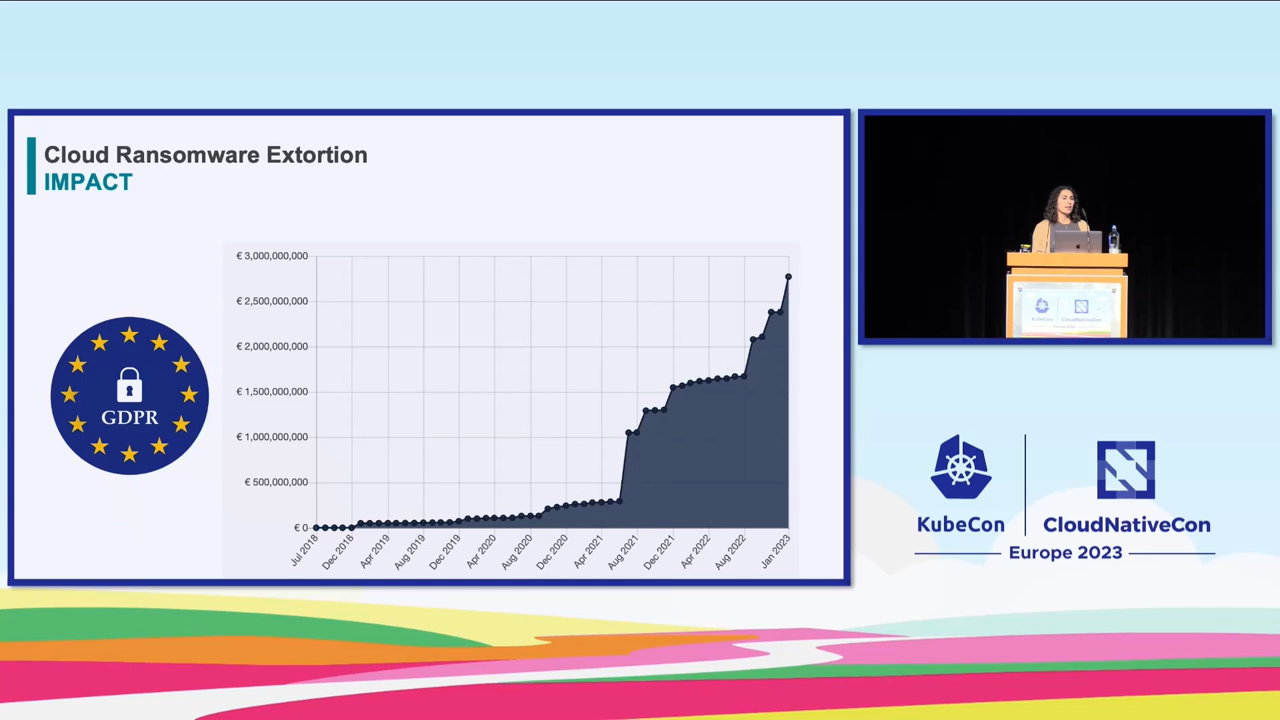 Cloud Ransomware Extortion
IMPACT
GDPR
€ 3,000,000,000
€ 2,500,000,000
€ 2,000,000,000
€ 1,500,000,000
€ 1,000,000,000
€ 500,000,000
€ 0
Jul 2018
Dec 2018
Apr 2019
Aug 2019
Dec 2019
Apr 2020
Aug 2020
Dec 2020
Apr 2021
Aug 2021
Dec 2021
Apr 2022
Aug 2022
Jan 2023
KubeCon
CloudNativeCon
KubeCon
CloudNativeCon
Europe 2023